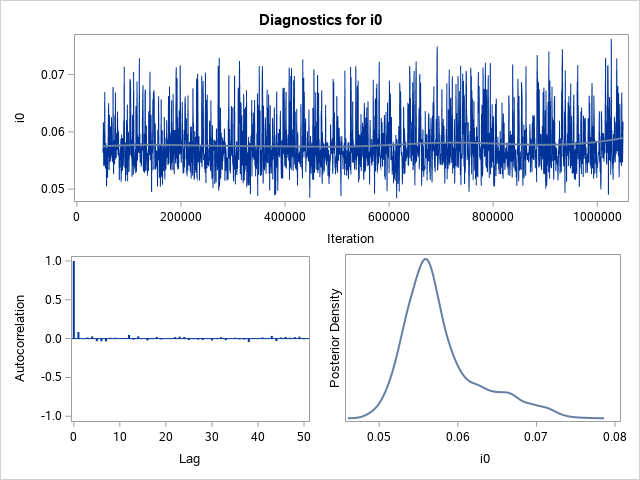 Diagnostics for i0
i0
0.07
0.06
0.05
0 200000 400000 600000 800000 1000000
Iteration
Autocorrelation
1.0
0.5
0.0
-0.5
-1.0
0 10 20 30 40 50
Lag
Posterior Density
0.05 0.06 0.07 0.08
i0